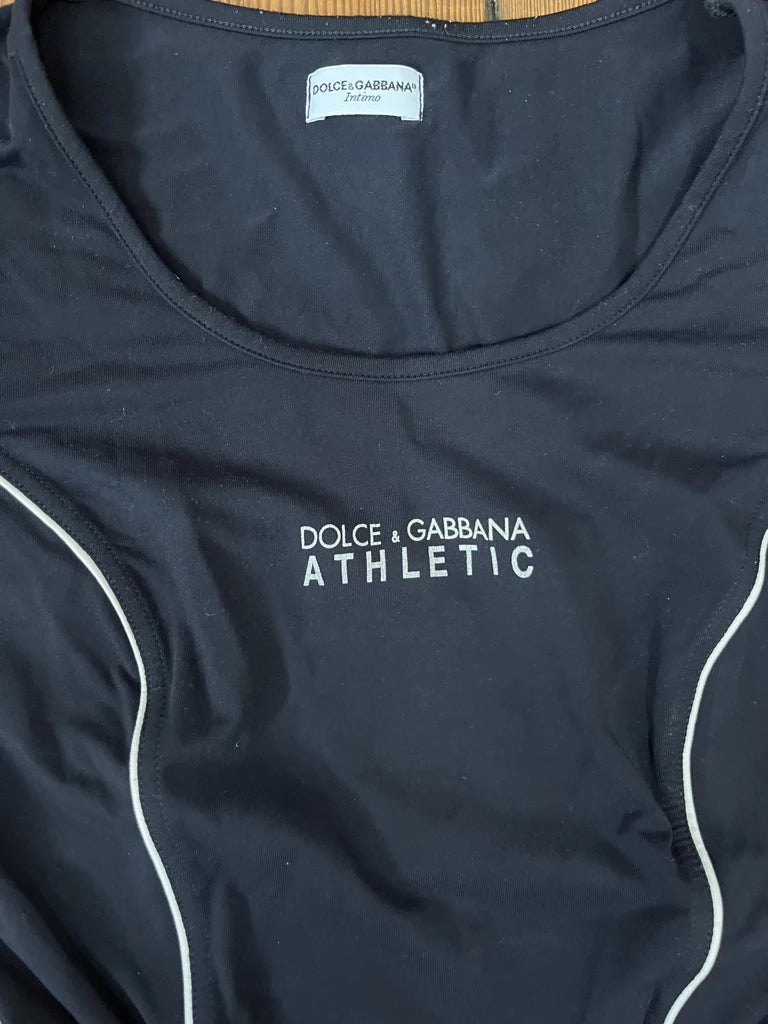 DOLCE&GABBANA®
Intimo
DOLCE & GABBANA
ATHLETIC